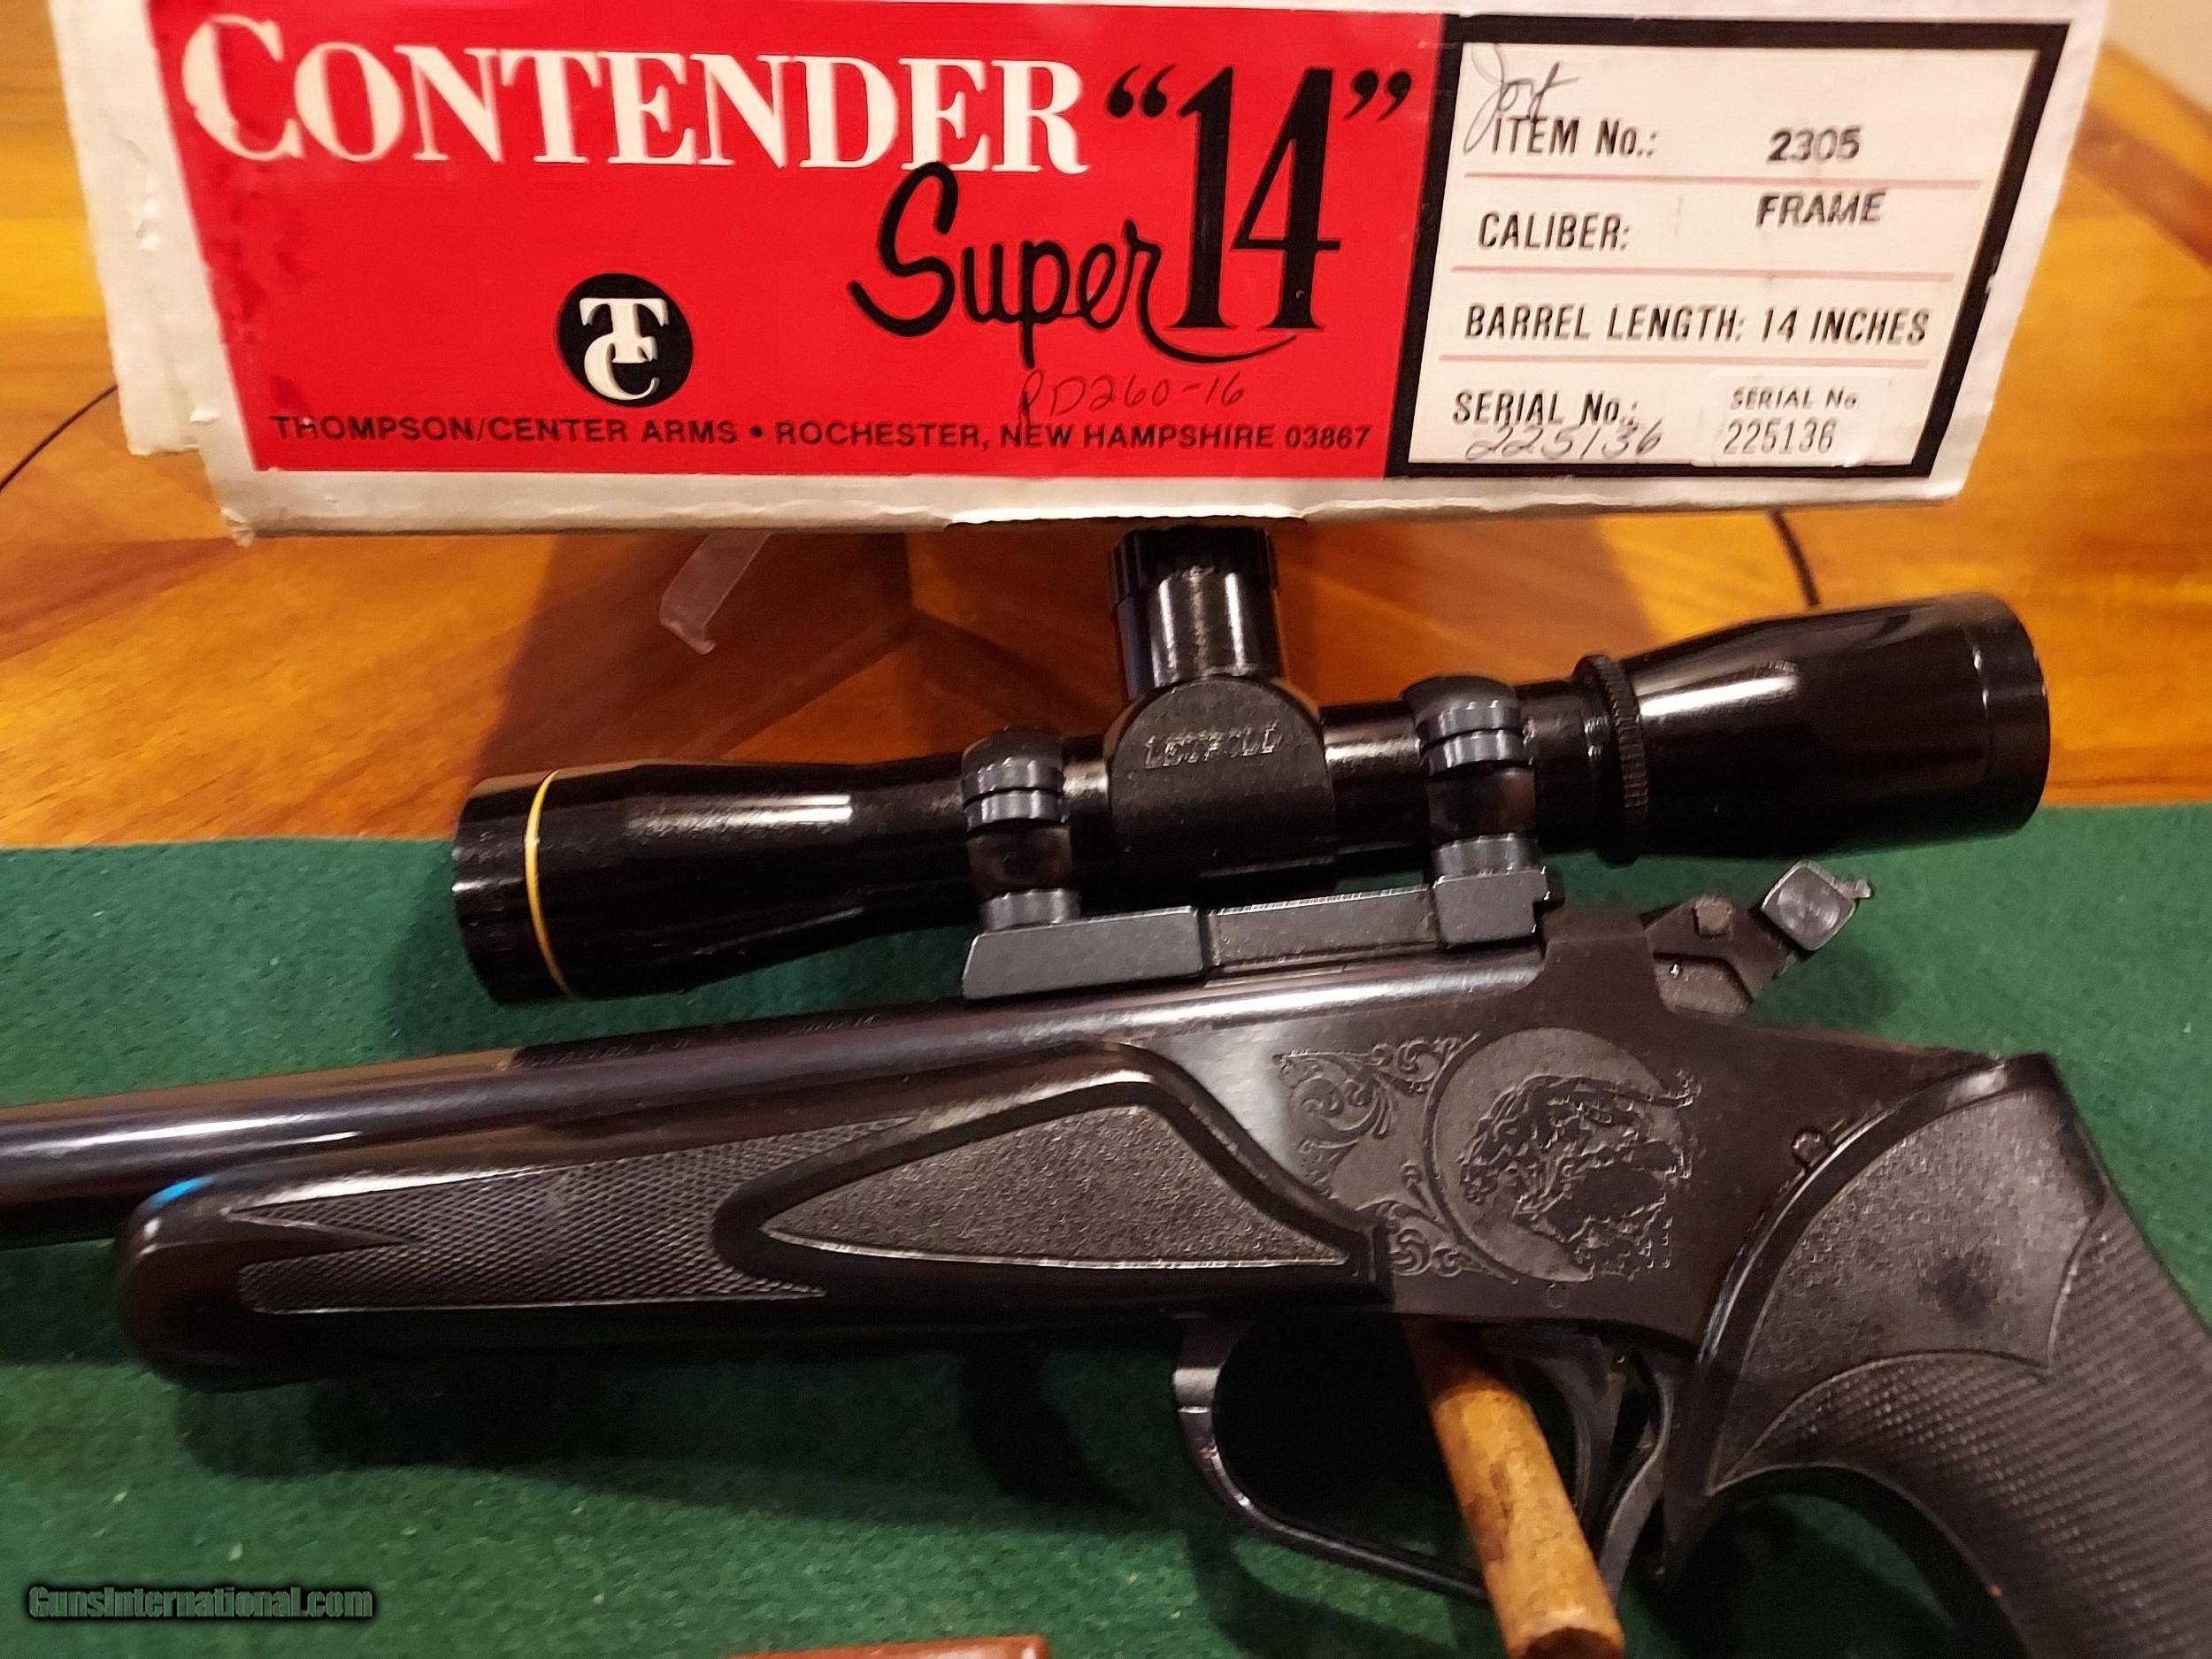 CONTENDER "14"
Super
TC
PD260-16
THOMPSON/CENTER ARMS • ROCHESTER, NEW HAMPSHIRE 03867
ITEM No.: 2305
CALIBER: FRAME
BARREL LENGTH: 14 INCHES
SERIAL No.: SERIAL No
225136 225136
LEUPOLD
GunsInternational.com